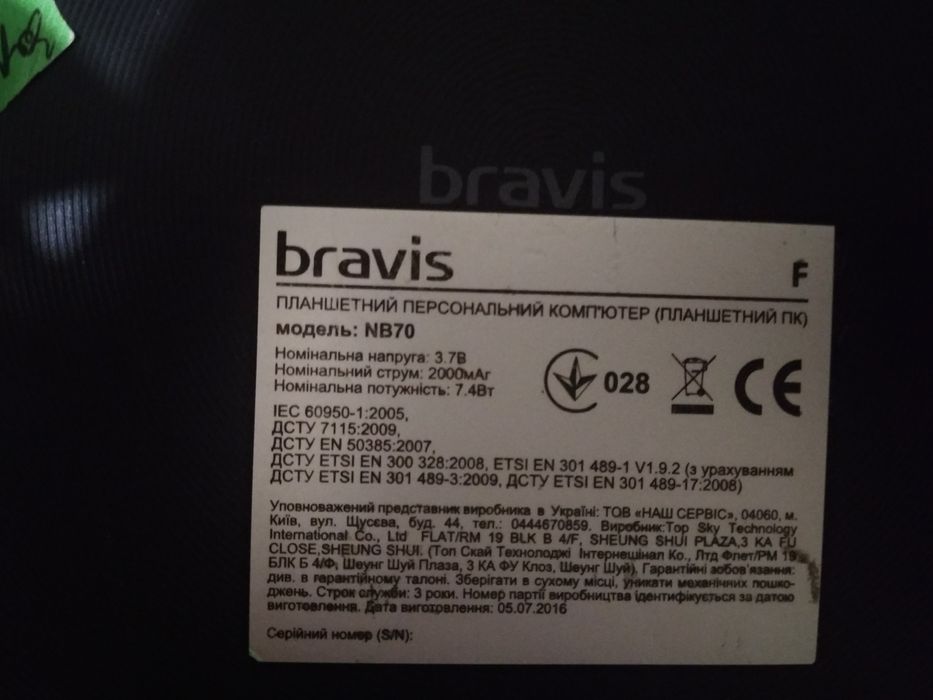 bravis
bravis
F
ПЛАНШЕТНИЙ ПЕРСОНАЛЬНИЙ КОМП'ЮТЕР (ПЛАНШЕТНИЙ ПК)
модель: NB70
Номінальна напруга: 3.7В
Номінальний струм: 2000мАг
Номінальна потужність: 7.4Вт
028
CE
IEC 60950-1:2005,
ДСТУ 7115:2009,
ДСТУ EN 50385:2007,
ДСТУ ETSI EN 300 328:2008, ETSI EN 301 489-1 V1.9.2 (з урахуванням
ДСТУ ETSI EN 301 489-3:2009, ДСТУ ETSI EN 301 489-17:2008)
Уповноважений представник виробника в Україні: ТОВ «НАШ СЕРВІС», 04060, м.
Київ, вул. Щусєва, буд. 44, тел.: 0444670859. Виробник:Top Sky Technology
International Co., Ltd FLAT/RM 19 BLK B 4/F, SHEUNG SHUI PLAZA,3 KA FU
CLOSE,SHEUNG SHUI. (Топ Скай Технолоджі Інтернешінал Ко., Лтд Флет/РМ 19
БЛК Б 4/Ф, Шеунг Шуй Плаза, 3 КА ФУ Клоз, Шеунг Шуй). Гарантійні зобов'язання:
див. в гарантійному талоні. Зберігати в сухому місці, уникати механічних пошко-
джень. Строк служби: 3 роки. Номер партії виробництва ідентифікується за датою
виготовлення. Дата виготовлення: 05.07.2016
Серійний номер (S/N):